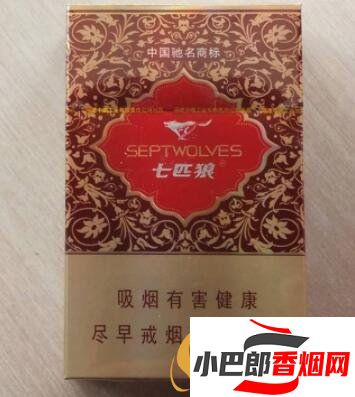 中国驰名商标
SEPTWOLVES
七匹狼
吸烟有害健康
尽早戒烟
小巴郎香烟网